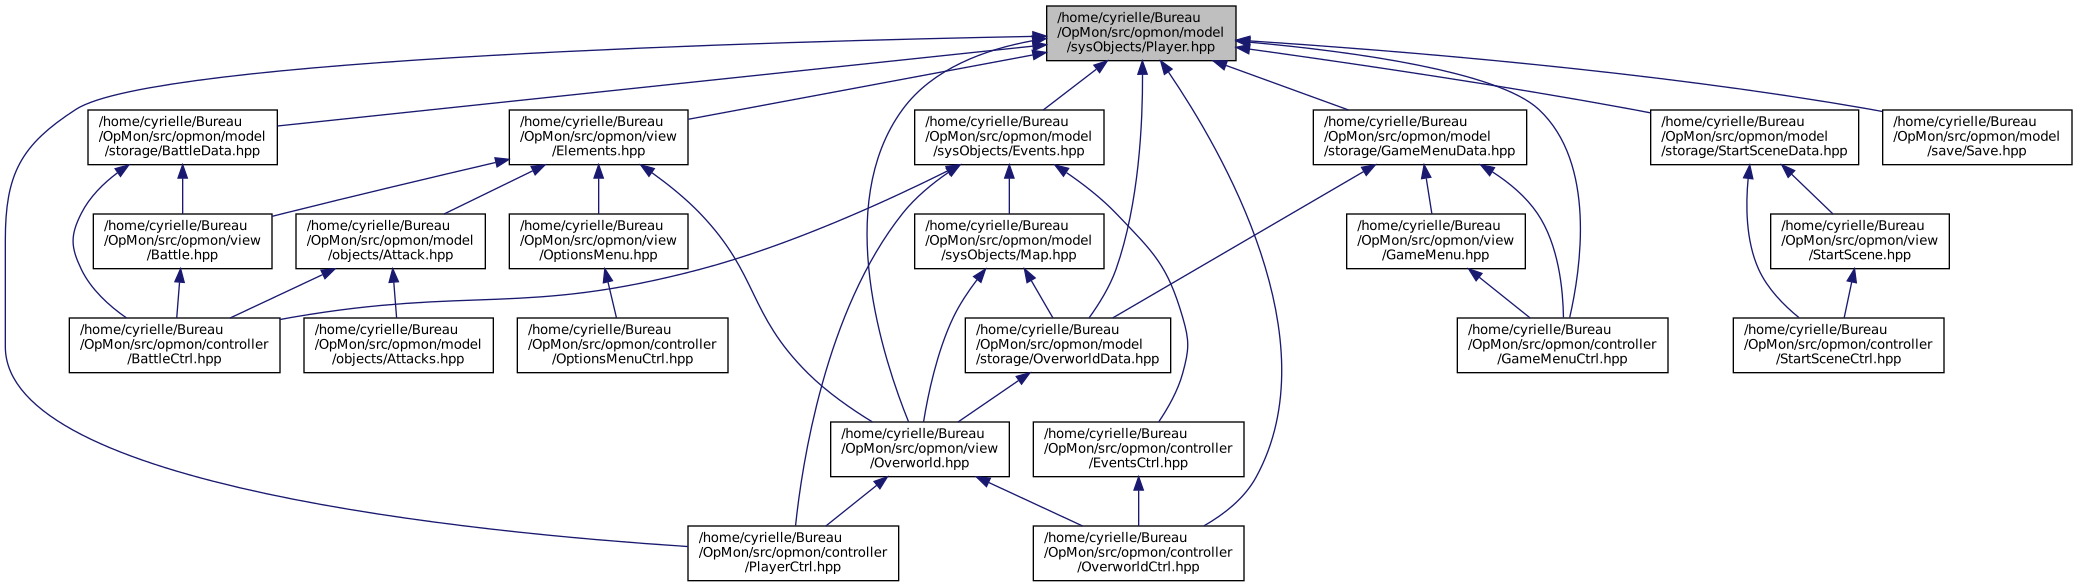 /home/cyrielle/Bureau
/OpMon/src/opmon/model
/sysObjects/Player.hpp
/home/cyrielle/Bureau
/OpMon/src/opmon/model
/storage/BattleData.hpp
/home/cyrielle/Bureau
/OpMon/src/opmon/view
/Elements.hpp
/home/cyrielle/Bureau
/OpMon/src/opmon/model
/sysObjects/Events.hpp
/home/cyrielle/Bureau
/OpMon/src/opmon/model
/storage/GameMenuData.hpp
/home/cyrielle/Bureau
/OpMon/src/opmon/model
/storage/StartSceneData.hpp
/home/cyrielle/Bureau
/OpMon/src/opmon/model
/save/Save.hpp
/home/cyrielle/Bureau
/OpMon/src/opmon/view
/Battle.hpp
/home/cyrielle/Bureau
/OpMon/src/opmon/model
/objects/Attack.hpp
/home/cyrielle/Bureau
/OpMon/src/opmon/view
/OptionsMenu.hpp
/home/cyrielle/Bureau
/OpMon/src/opmon/model
/sysObjects/Map.hpp
/home/cyrielle/Bureau
/OpMon/src/opmon/view
/GameMenu.hpp
/home/cyrielle/Bureau
/OpMon/src/opmon/view
/StartScene.hpp
/home/cyrielle/Bureau
/OpMon/src/opmon/controller
/BattleCtrl.hpp
/home/cyrielle/Bureau
/OpMon/src/opmon/model
/objects/Attacks.hpp
/home/cyrielle/Bureau
/OpMon/src/opmon/controller
/OptionsMenuCtrl.hpp
/home/cyrielle/Bureau
/OpMon/src/opmon/model
/storage/OverworldData.hpp
/home/cyrielle/Bureau
/OpMon/src/opmon/controller
/GameMenuCtrl.hpp
/home/cyrielle/Bureau
/OpMon/src/opmon/controller
/StartSceneCtrl.hpp
/home/cyrielle/Bureau
/OpMon/src/opmon/view
/Overworld.hpp
/home/cyrielle/Bureau
/OpMon/src/opmon/controller
/EventsCtrl.hpp
/home/cyrielle/Bureau
/OpMon/src/opmon/controller
/PlayerCtrl.hpp
/home/cyrielle/Bureau
/OpMon/src/opmon/controller
/OverworldCtrl.hpp